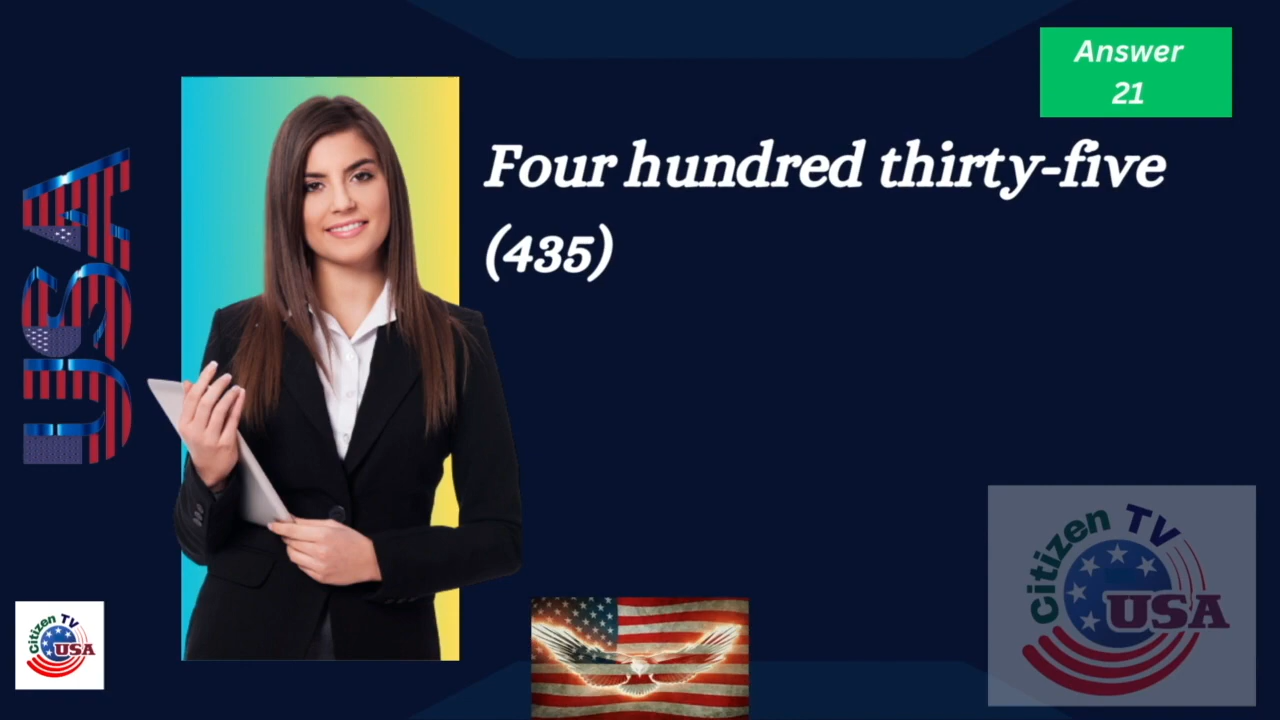 Answer
21
USA
Four hundred thirty-five
(435)
Citizen TV
USA
Citizen TV
USA